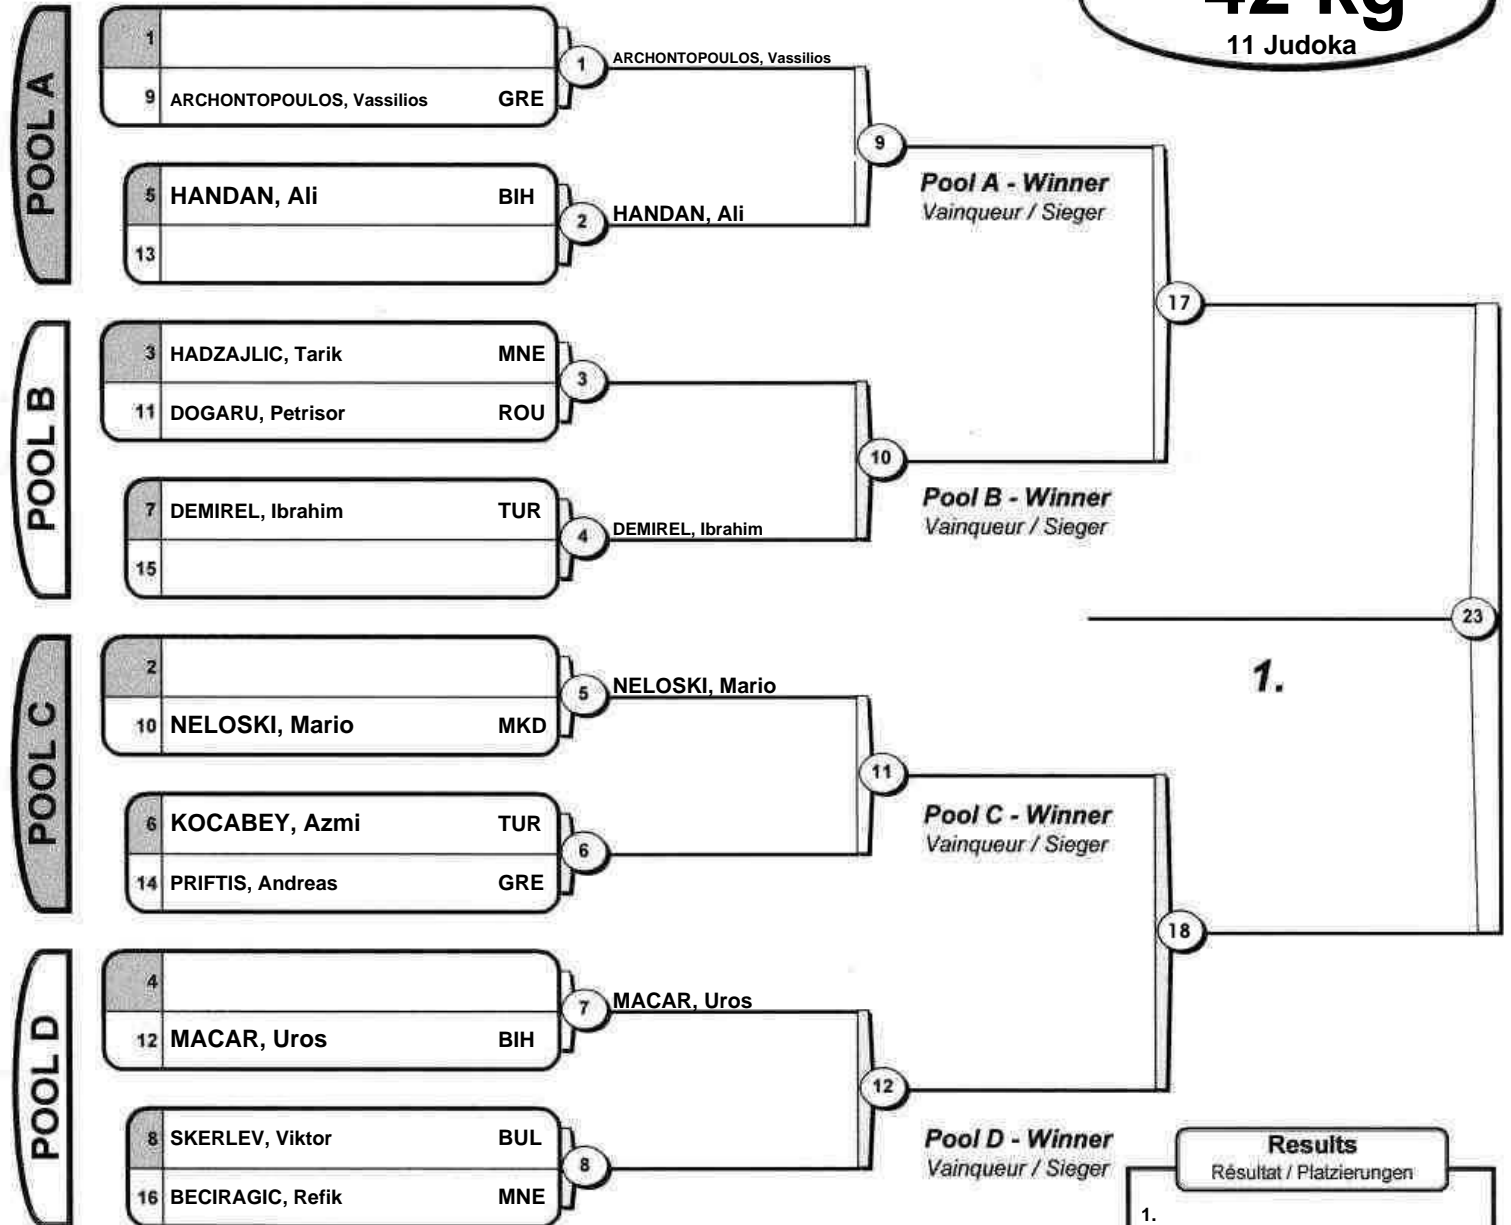 42 kg
11 Judoka
POOL A
1
9 ARCHONTOPOULOS, Vassilios GRE
1 ARCHONTOPOULOS, Vassilios
5 HANDAN, Ali BIH
13
2 HANDAN, Ali
9
Pool A - Winner
Vainqueur / Sieger
17
POOL B
3 HADZAJLIC, Tarik MNE
11 DOGARU, Petrisor ROU
3
7 DEMIREL, Ibrahim TUR
15
4 DEMIREL, Ibrahim
10
Pool B - Winner
Vainqueur / Sieger
23
1.
POOL C
2
10 NELOSKI, Mario MKD
5 NELOSKI, Mario
6 KOCABEY, Azmi TUR
14 PRIFTIS, Andreas GRE
6
11
Pool C - Winner
Vainqueur / Sieger
18
POOL D
4
12 MACAR, Uros BIH
7 MACAR, Uros
8 SKERLEV, Viktor BUL
16 BECIRAGIC, Refik MNE
8
12
Pool D - Winner
Vainqueur / Sieger
Results
Résultat / Platzierungen
1.